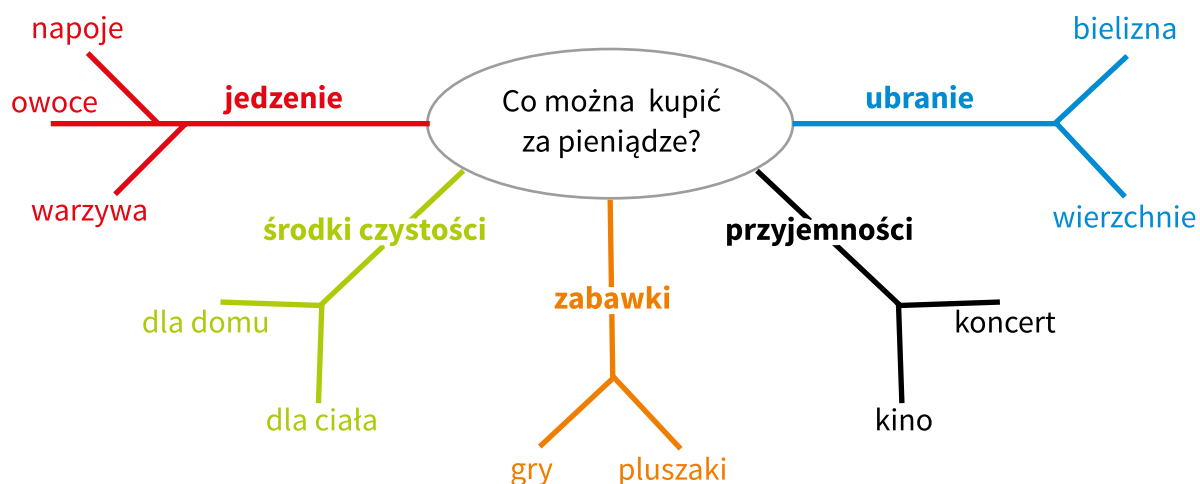 Co można kupić
za pieniądze?
jedzenie
napoje
owoce
warzywa
środki czystości
dla domu
dla ciała
zabawki
gry
pluszaki
przyjemności
koncert
kino
ubranie
bielizna
wierzchnie